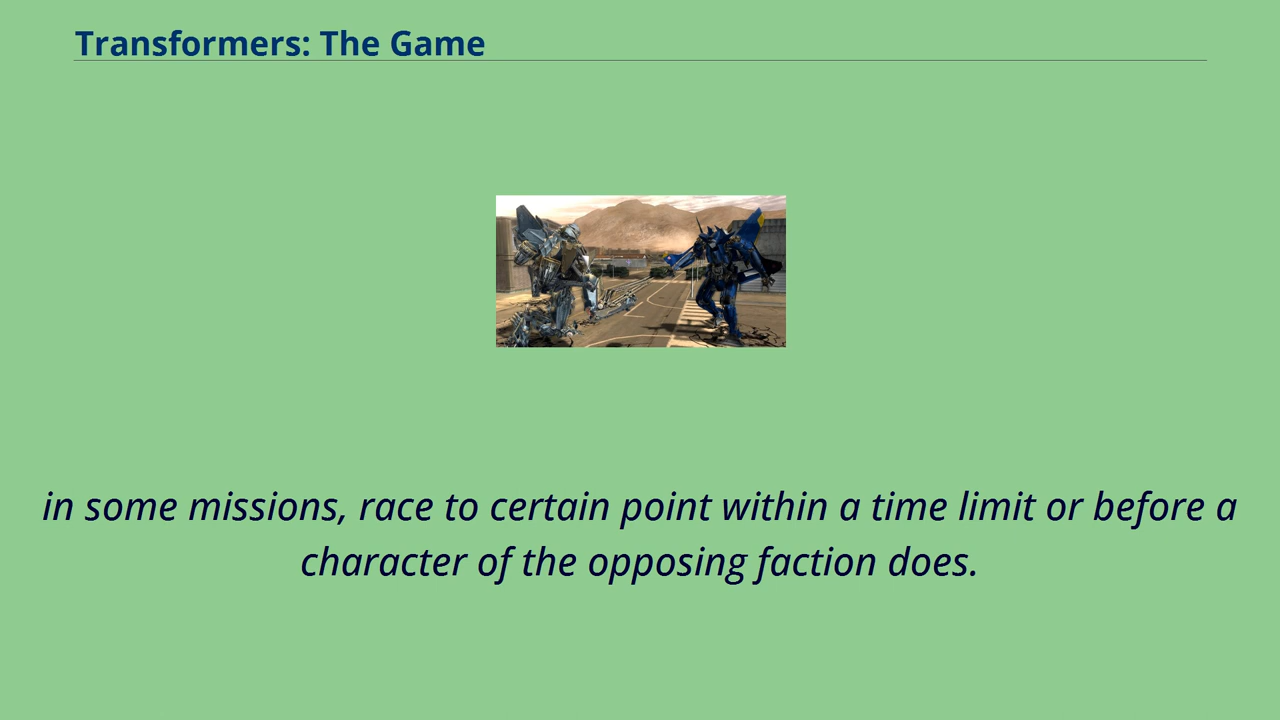 Transformers: The Game
in some missions, race to certain point within a time limit or before a
character of the opposing faction does.